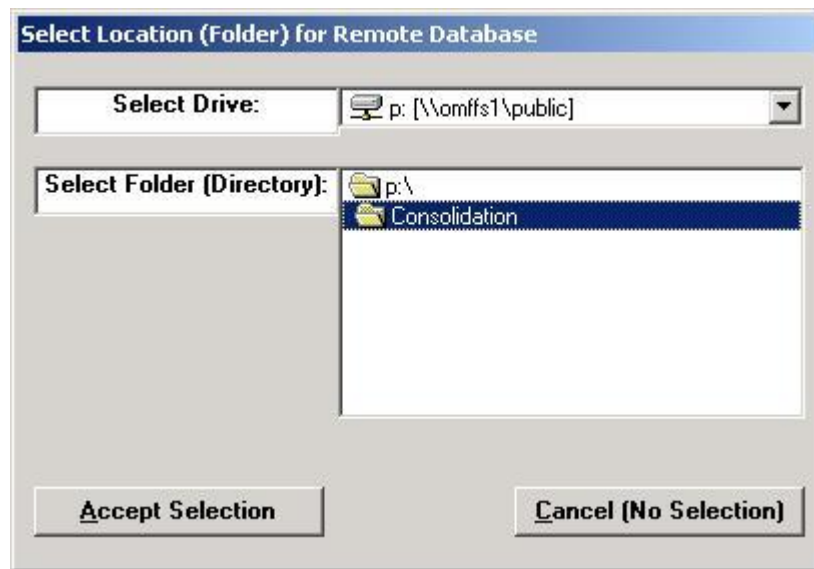 Select Location (Folder) for Remote Database
Select Drive: p: [\\omffs1\public]
Select Folder (Directory): p:\
Consolidation
Accept Selection Cancel (No Selection)